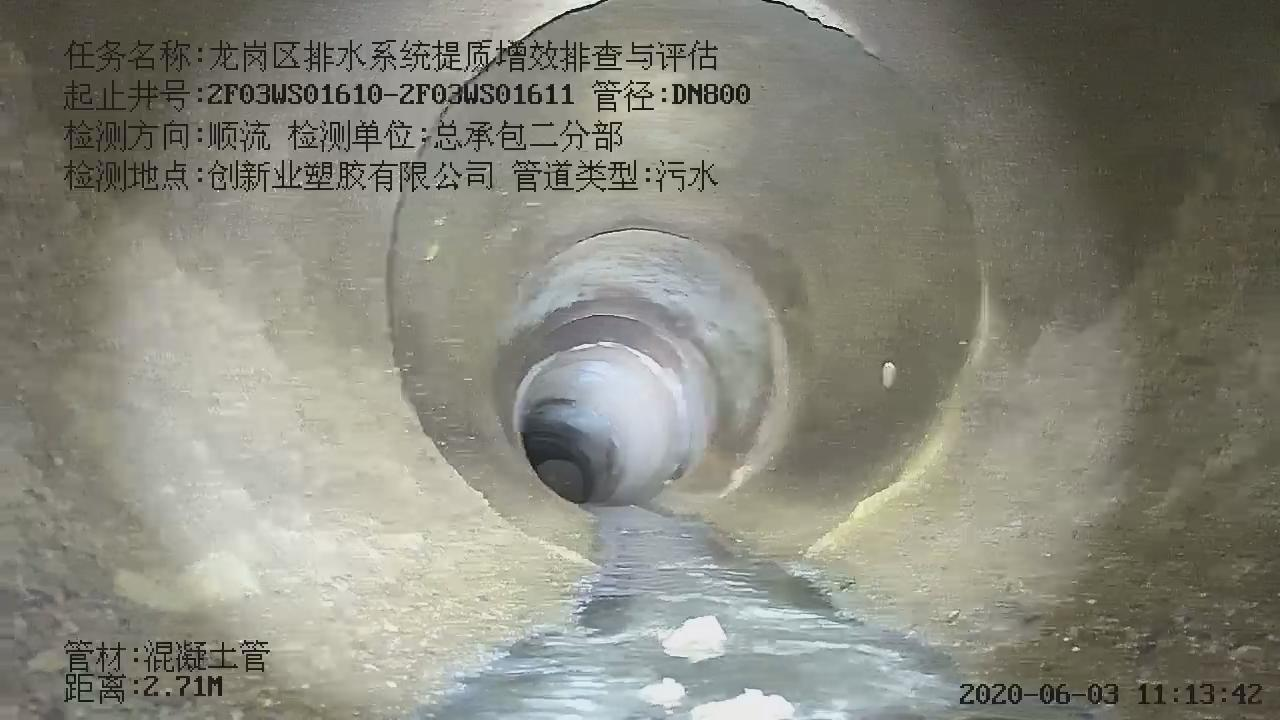 任务名称:龙岗区排水系统提质增效排查与评估
起止井号:2F03WS01610-2F03WS01611 管径:DN800
检测方向:顺流 检测单位:总承包二分部
检测地点:创新业塑胶有限公司 管道类型:污水
管材:混凝土管
距离:2.71M
2020-06-03 11:13:42